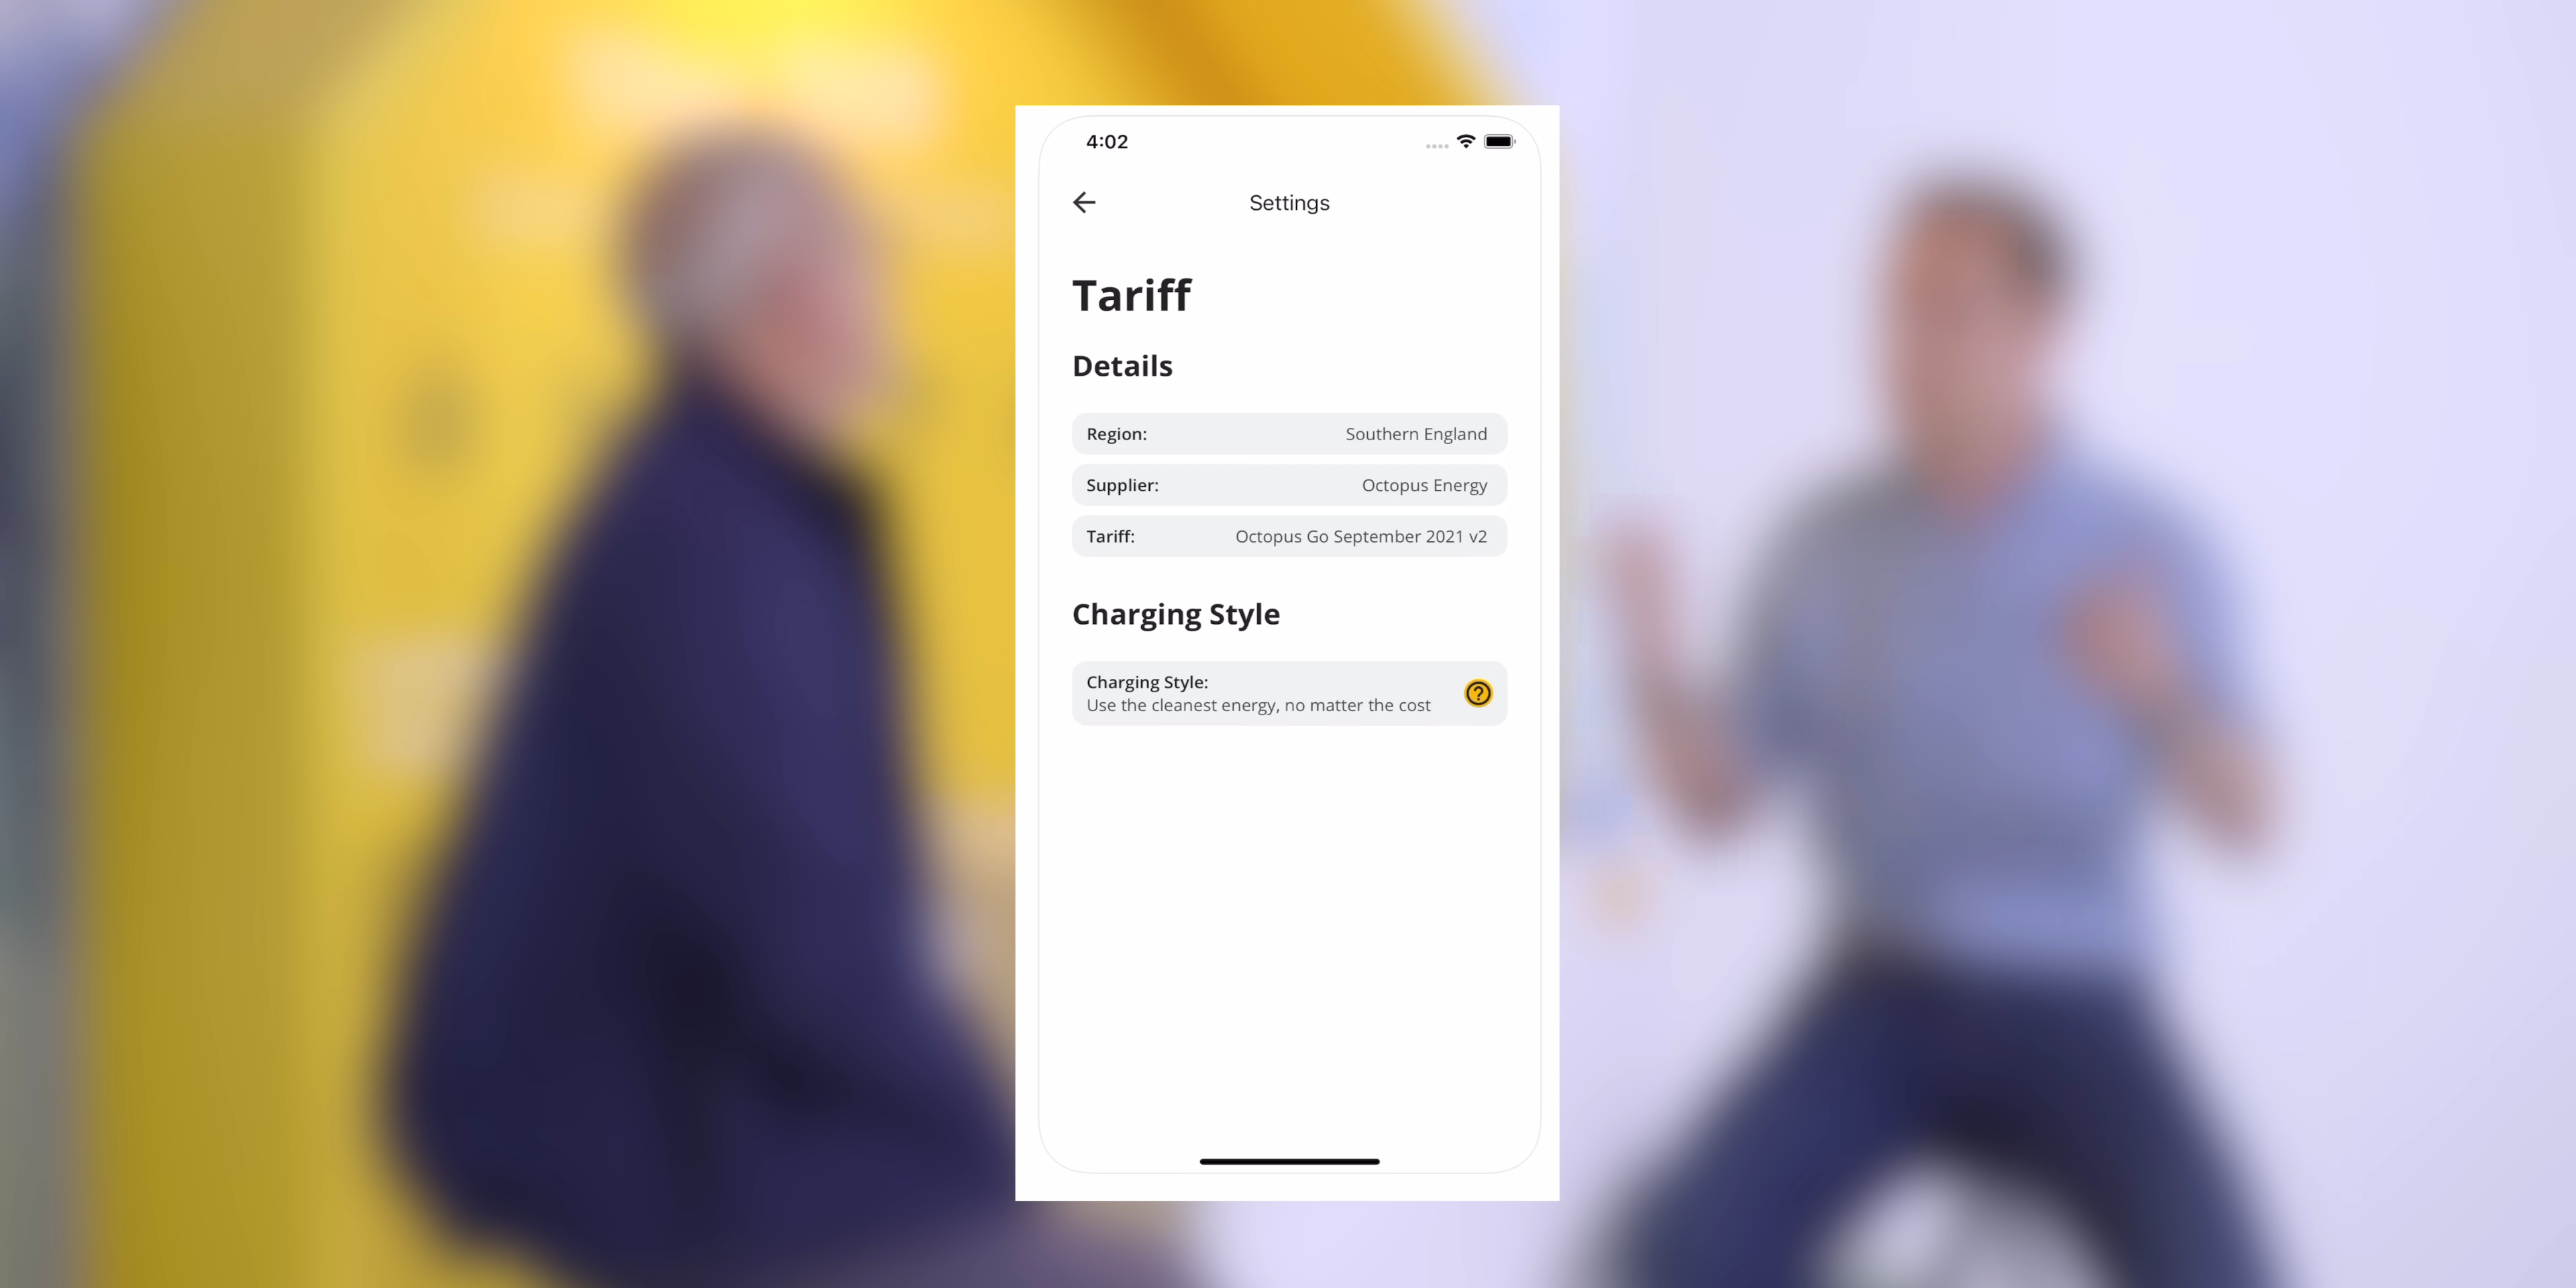 4:02
Settings
Tariff
Details
Region: Southern England
Supplier: Octopus Energy
Tariff: Octopus Go September 2021 v2
Charging Style
Charging Style:
Use the cleanest energy, no matter the cost
?